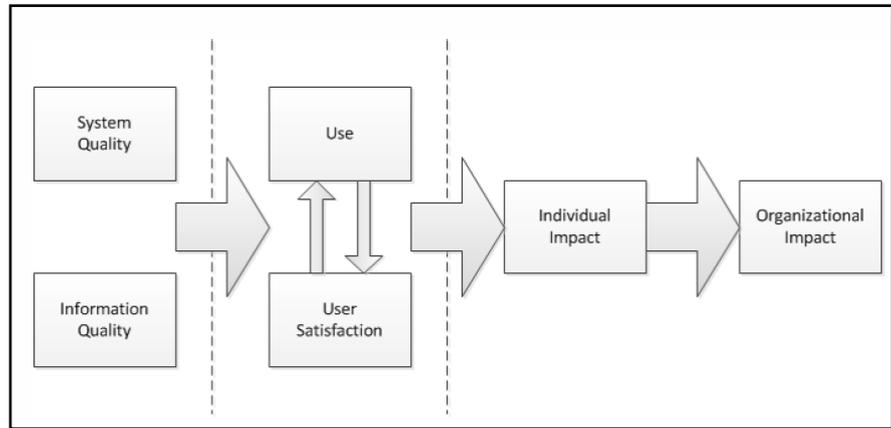 System
Quality
Use
Individual
Impact
Organizational
Impact
Information
Quality
User
Satisfaction